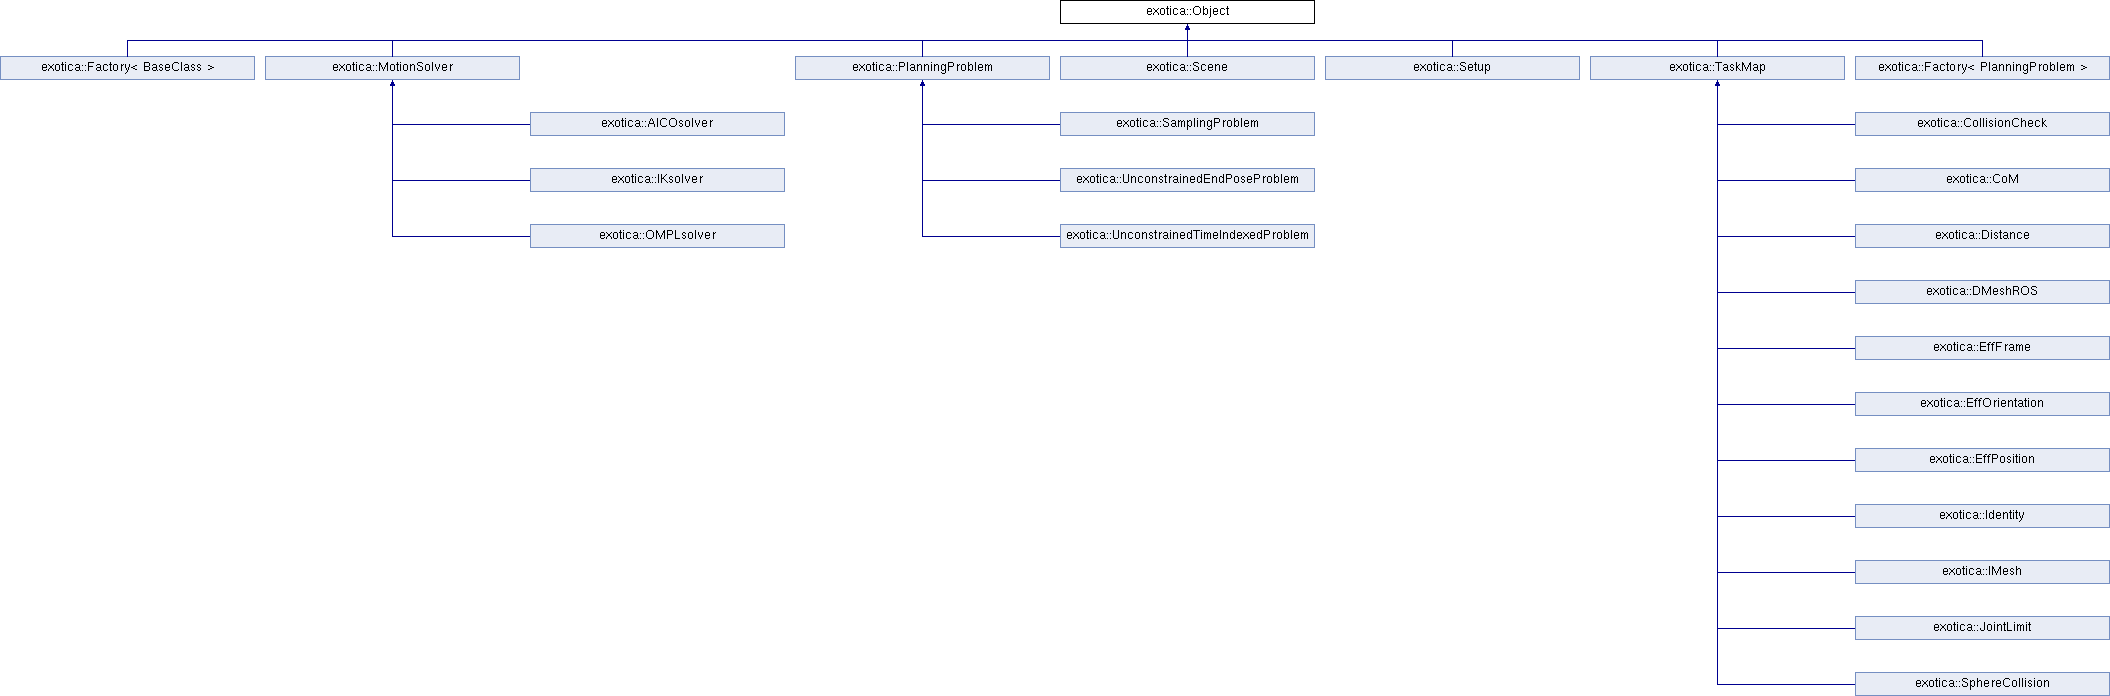 exotica::Object
exotica::Factory< BaseClass >
exotica::MotionSolver
exotica::PlanningProblem
exotica::Scene
exotica::Setup
exotica::TaskMap
exotica::Factory< PlanningProblem >
exotica::AICOsolver
exotica::SamplingProblem
exotica::CollisionCheck
exotica::IKsolver
exotica::UnconstrainedEndPoseProblem
exotica::CoM
exotica::OMPLsolver
exotica::UnconstrainedTimeIndexedProblem
exotica::Distance
exotica::DMeshROS
exotica::EffFrame
exotica::EffOrientation
exotica::EffPosition
exotica::Identity
exotica::IMesh
exotica::JointLimit
exotica::SphereCollision